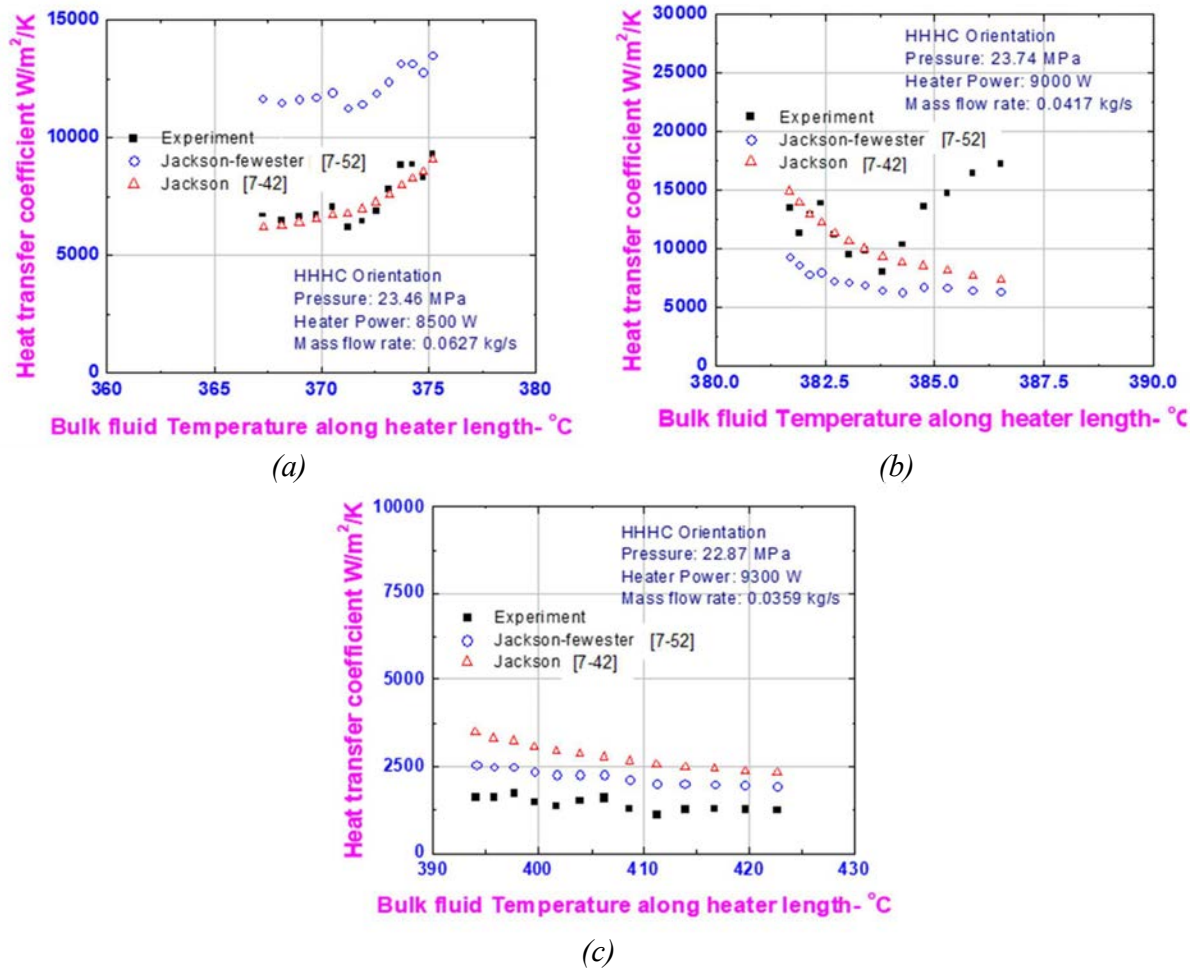 15000
10000
5000
0
Heat transfer coefficient W/m²/K
Experiment
Jackson-fewester [7-52]
Jackson [7-42]
HHHC Orientation
Pressure: 23.46 MPa
Heater Power: 8500 W
Mass flow rate: 0.0627 kg/s
360 365 370 375 380
Bulk fluid Temperature along heater length- °C
(a)
30000
25000
20000
15000
10000
5000
0
Heat transfer coefficient W/m²/K
HHHC Orientation
Pressure: 23.74 MPa
Heater Power: 9000 W
Mass flow rate: 0.0417 kg/s
Experiment
Jackson-fewester [7-52]
Jackson [7-42]
380.0 382.5 385.0 387.5 390.0
Bulk fluid Temperature along heater length- °C
(b)
10000
7500
5000
2500
0
Heat transfer coefficient W/m²/K
HHHC Orientation
Pressure: 22.87 MPa
Heater Power: 9300 W
Mass flow rate: 0.0359 kg/s
Experiment
Jackson-fewester [7-52]
Jackson [7-42]
390 400 410 420 430
Bulk fluid Temperature along heater length- °C
(c)